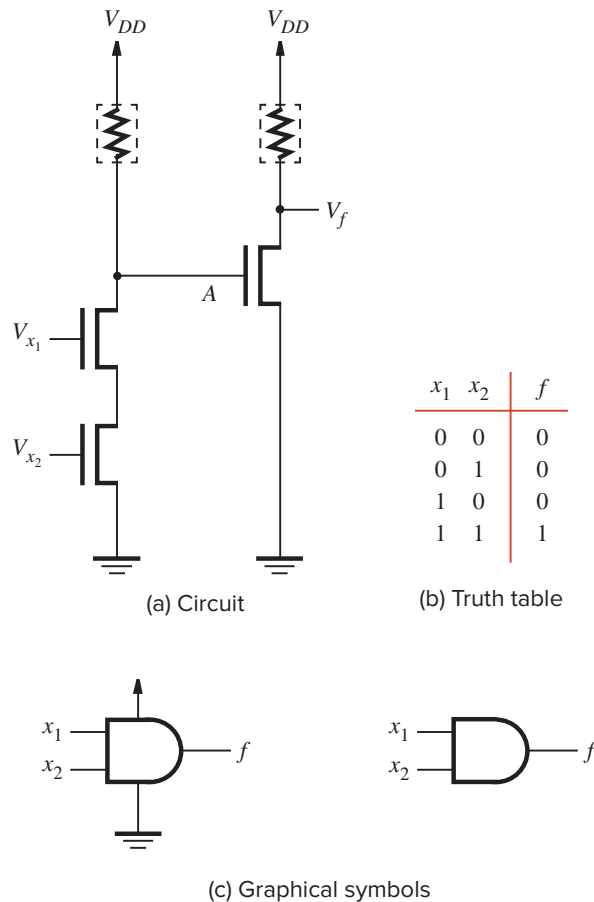 V_DD V_DD
V_f
A
V_x1
V_x2
(a) Circuit
x1 x2 f
0 0 0
0 1 0
1 0 0
1 1 1
(b) Truth table
x1 x1
f f
x2 x2
(c) Graphical symbols